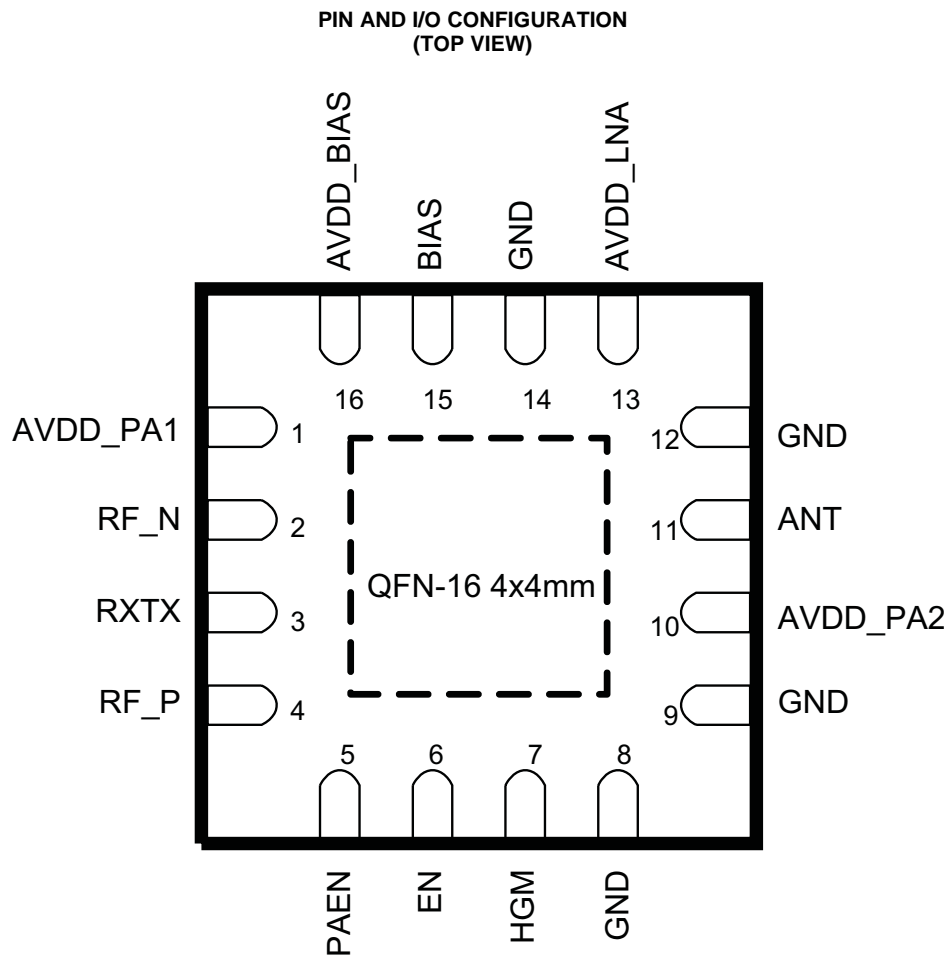 PIN AND I/O CONFIGURATION
(TOP VIEW)
AVDD_BIAS
BIAS
GND
AVDD_LNA
16
15
14
13
AVDD_PA1
1
12
GND
RF_N
2
11
ANT
QFN-16 4x4mm
RXTX
3
10
AVDD_PA2
RF_P
4
9
GND
5
6
7
8
PAEN
EN
HGM
GND